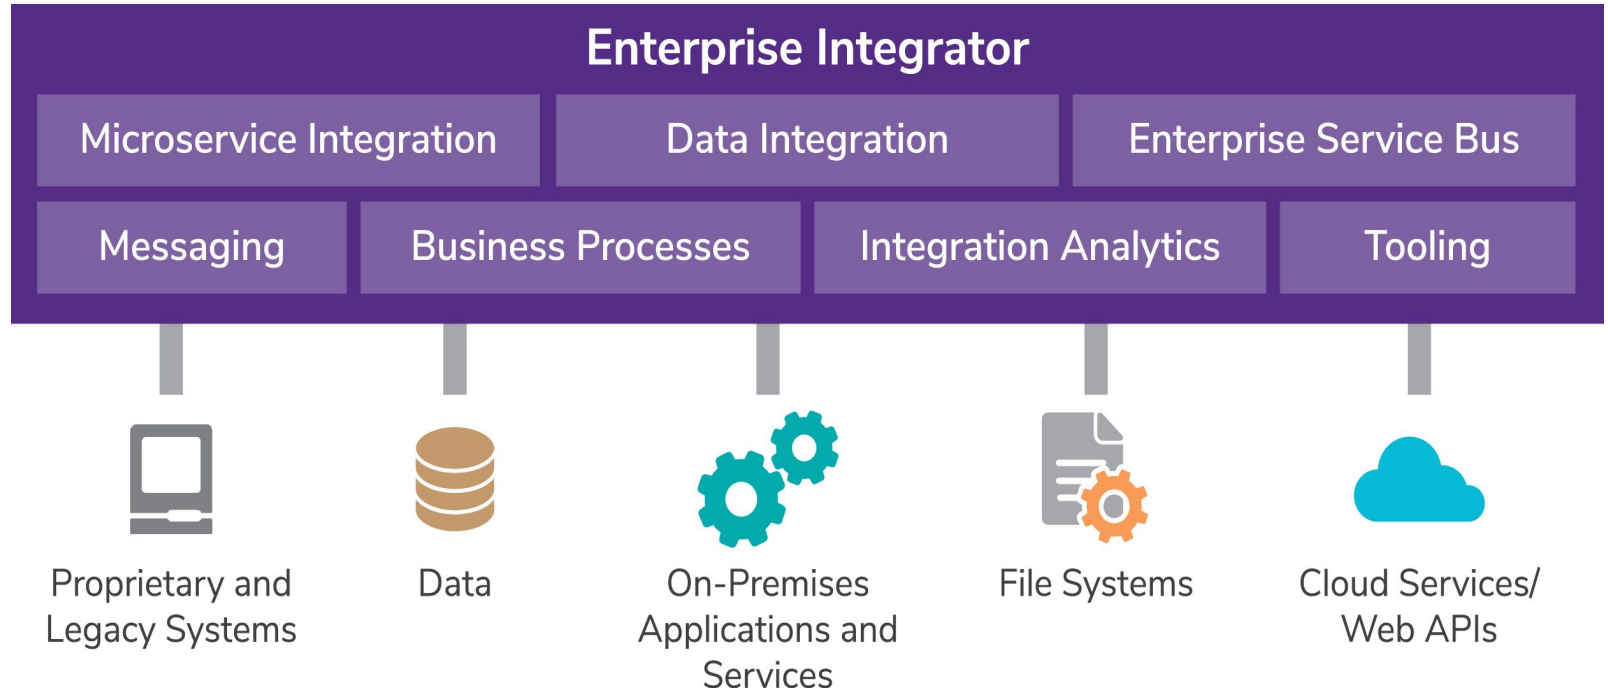 Enterprise Integrator
Microservice Integration
Data Integration
Enterprise Service Bus
Messaging
Business Processes
Integration Analytics
Tooling
Proprietary and
Legacy Systems
Data
On-Premises
Applications and
Services
File Systems
Cloud Services/
Web APIs